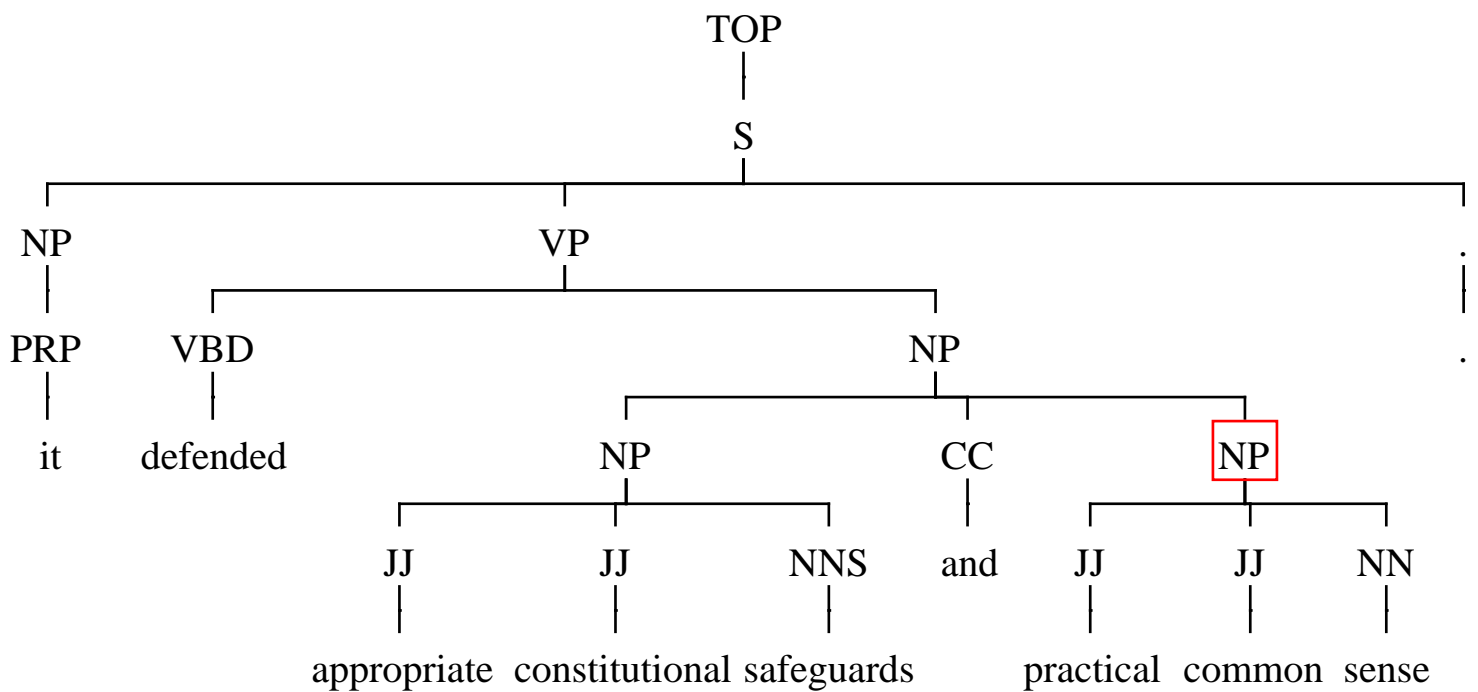 TOP
S
NP VP .
PRP VBD NP .
it defended NP CC NP
JJ JJ NNS and JJ JJ NN
appropriate constitutional safeguards practical common sense